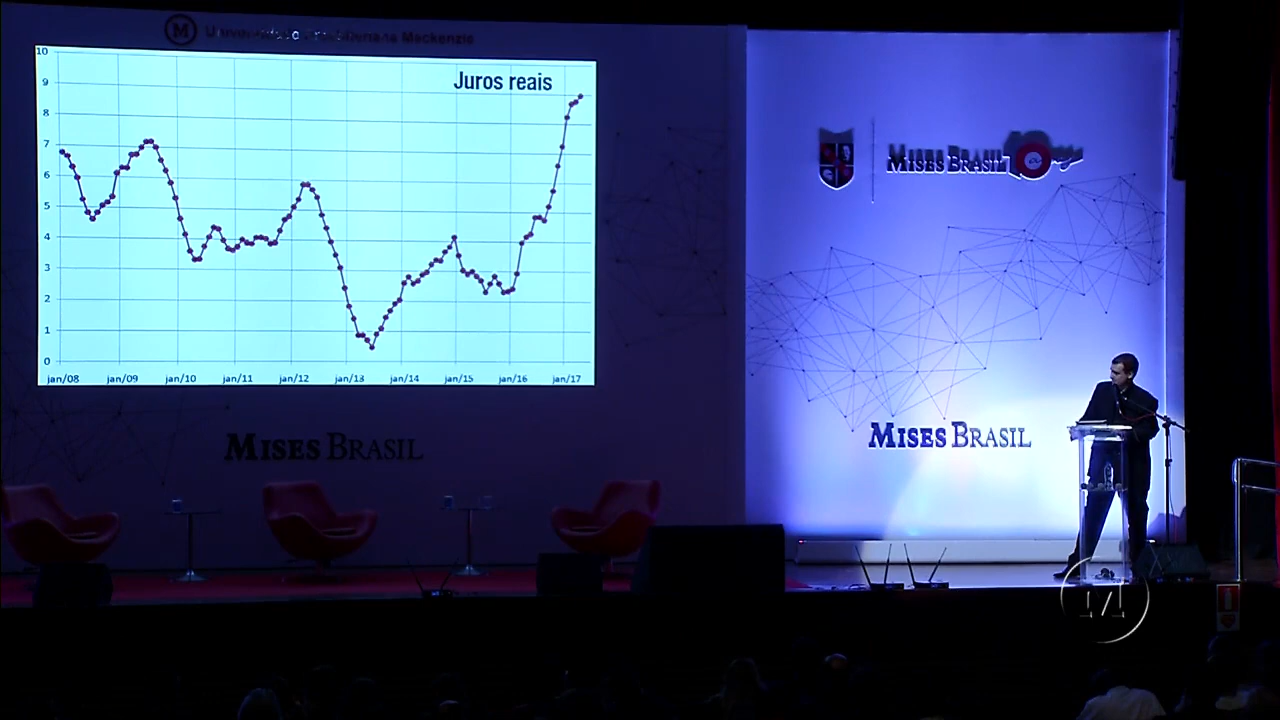 M
Mackenzie
Juros reais
10
9
8
7
6
5
4
3
2
1
0
jan/08 jan/09 jan/10 jan/11 jan/12 jan/13 jan/14 jan/15 jan/16 jan/17
MISES BRASIL
MISES BRASIL 10
MISES BRASIL
M